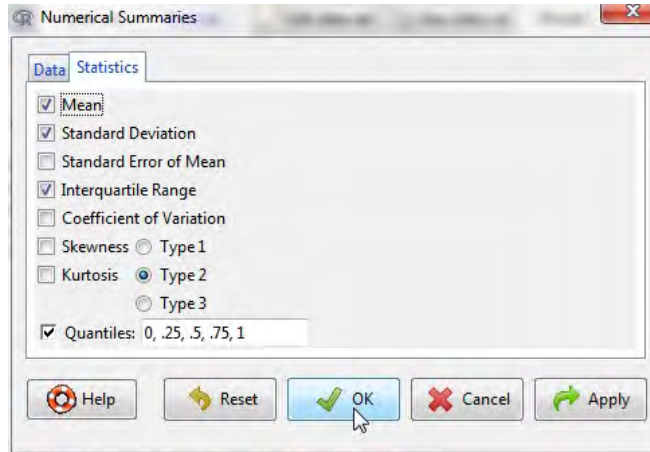 Numerical Summaries
Data Statistics
Mean
Standard Deviation
Standard Error of Mean
Interquartile Range
Coefficient of Variation
Skewness Type 1
Kurtosis Type 2
Type 3
Quantiles: 0, .25, .5, .75, 1
Help Reset OK Cancel Apply